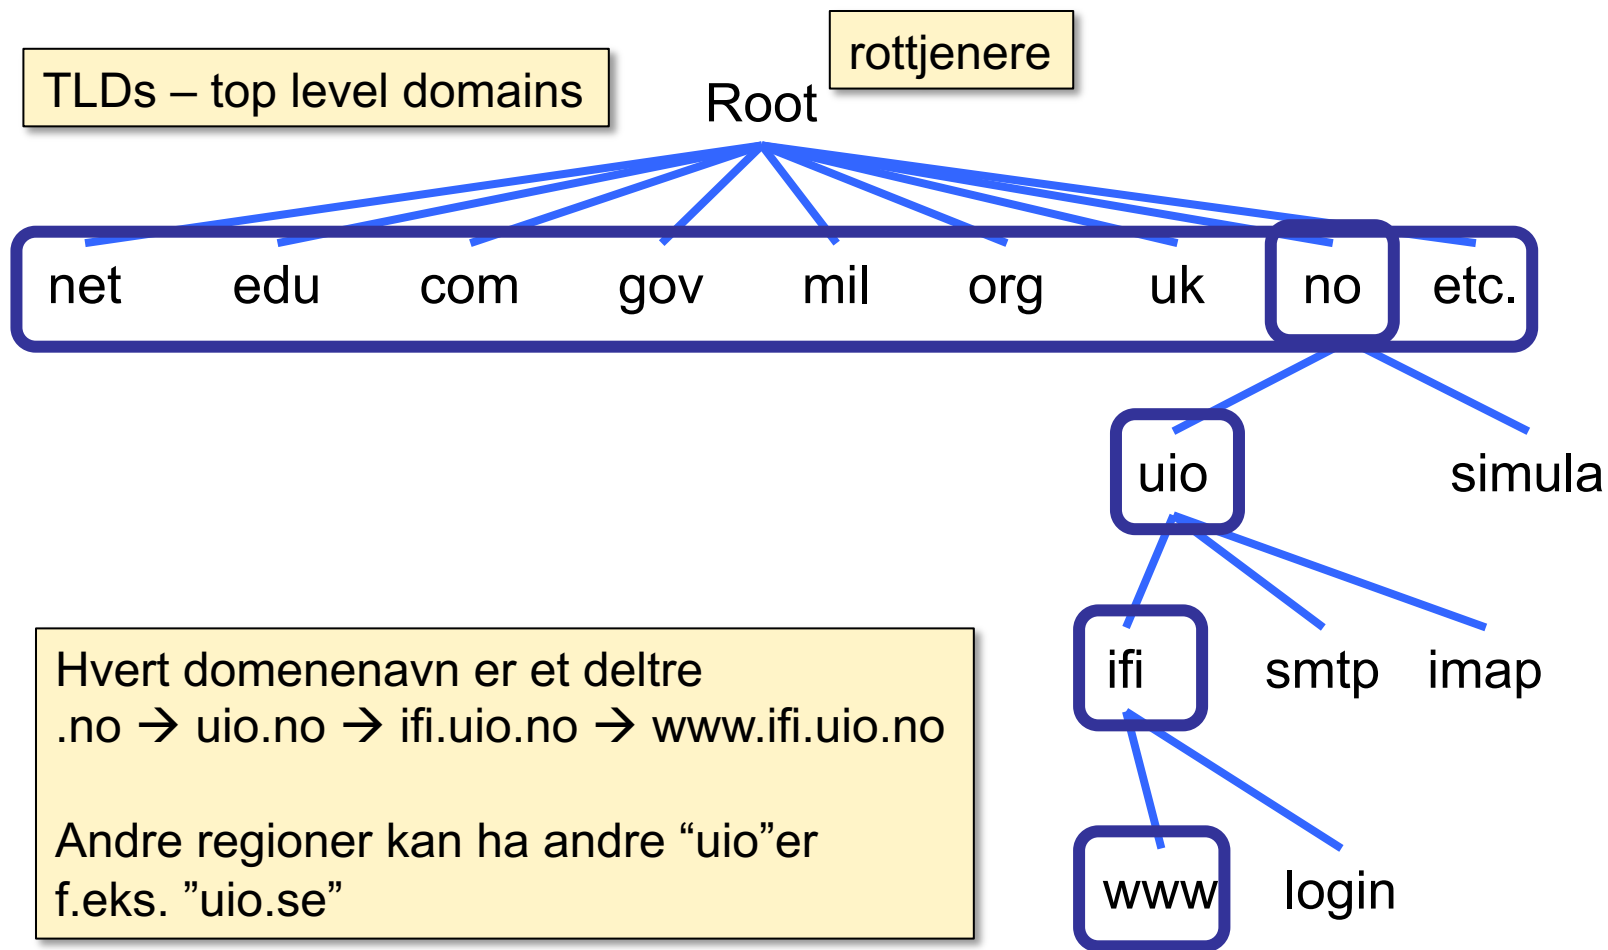 rottjenere
TLDs – top level domains
Root
net edu com gov mil org uk no etc.
uio simula
ifi smtp imap
Hvert domenenavn er et deltre
.no → uio.no → ifi.uio.no → www.ifi.uio.no
Andre regioner kan ha andre “uio”er
f.eks. ”uio.se”
www login